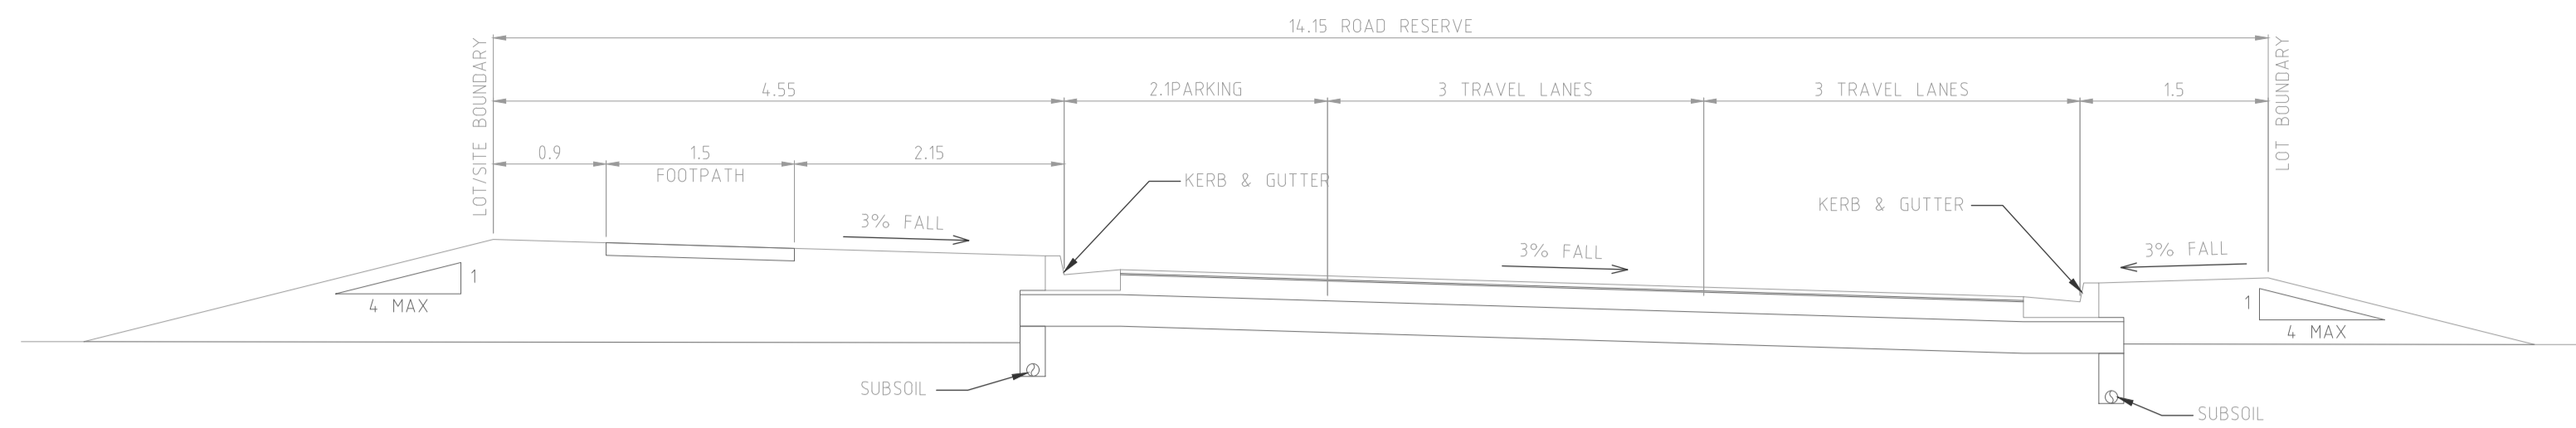 14.15 ROAD RESERVE
LOT/SITE BOUNDARY
LOT BOUNDARY
4.55
2.1PARKING
3 TRAVEL LANES
3 TRAVEL LANES
1.5
0.9
1.5
FOOTPATH
2.15
KERB & GUTTER
KERB & GUTTER
3% FALL
3% FALL
3% FALL
1
4 MAX
1
4 MAX
SUBSOIL
SUBSOIL